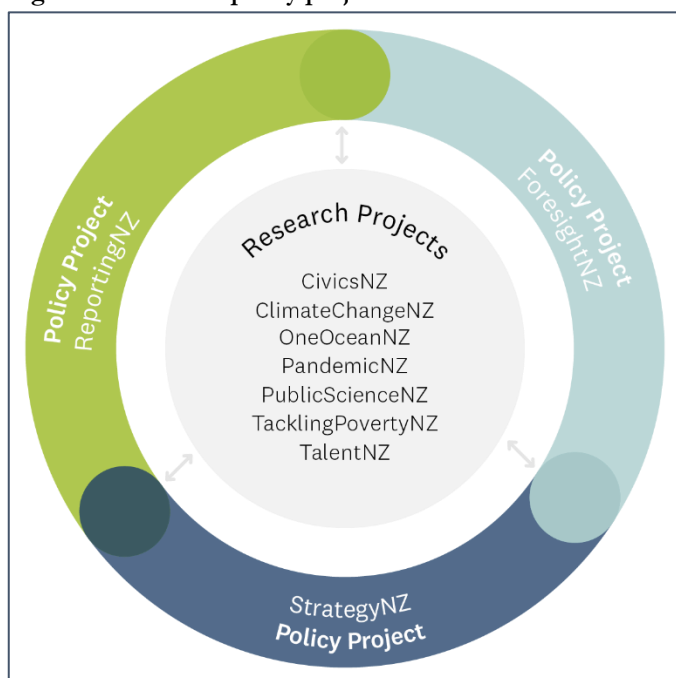 Policy Project
ReportingNZ
Policy Project
ForesightNZ
Research Projects
CivicsNZ
ClimateChangeNZ
OneOceanNZ
PandemicNZ
PublicScienceNZ
TacklingPovertyNZ
TalentNZ
StrategyNZ
Policy Project